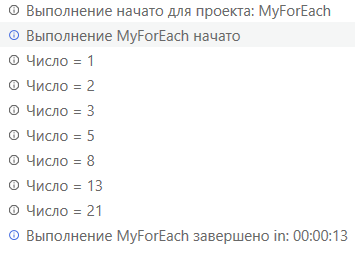 Выполнение начато для проекта: MyForEach
Выполнение MyForEach начато
Число = 1
Число = 2
Число = 3
Число = 5
Число = 8
Число = 13
Число = 21
Выполнение MyForEach завершено in: 00:00:13